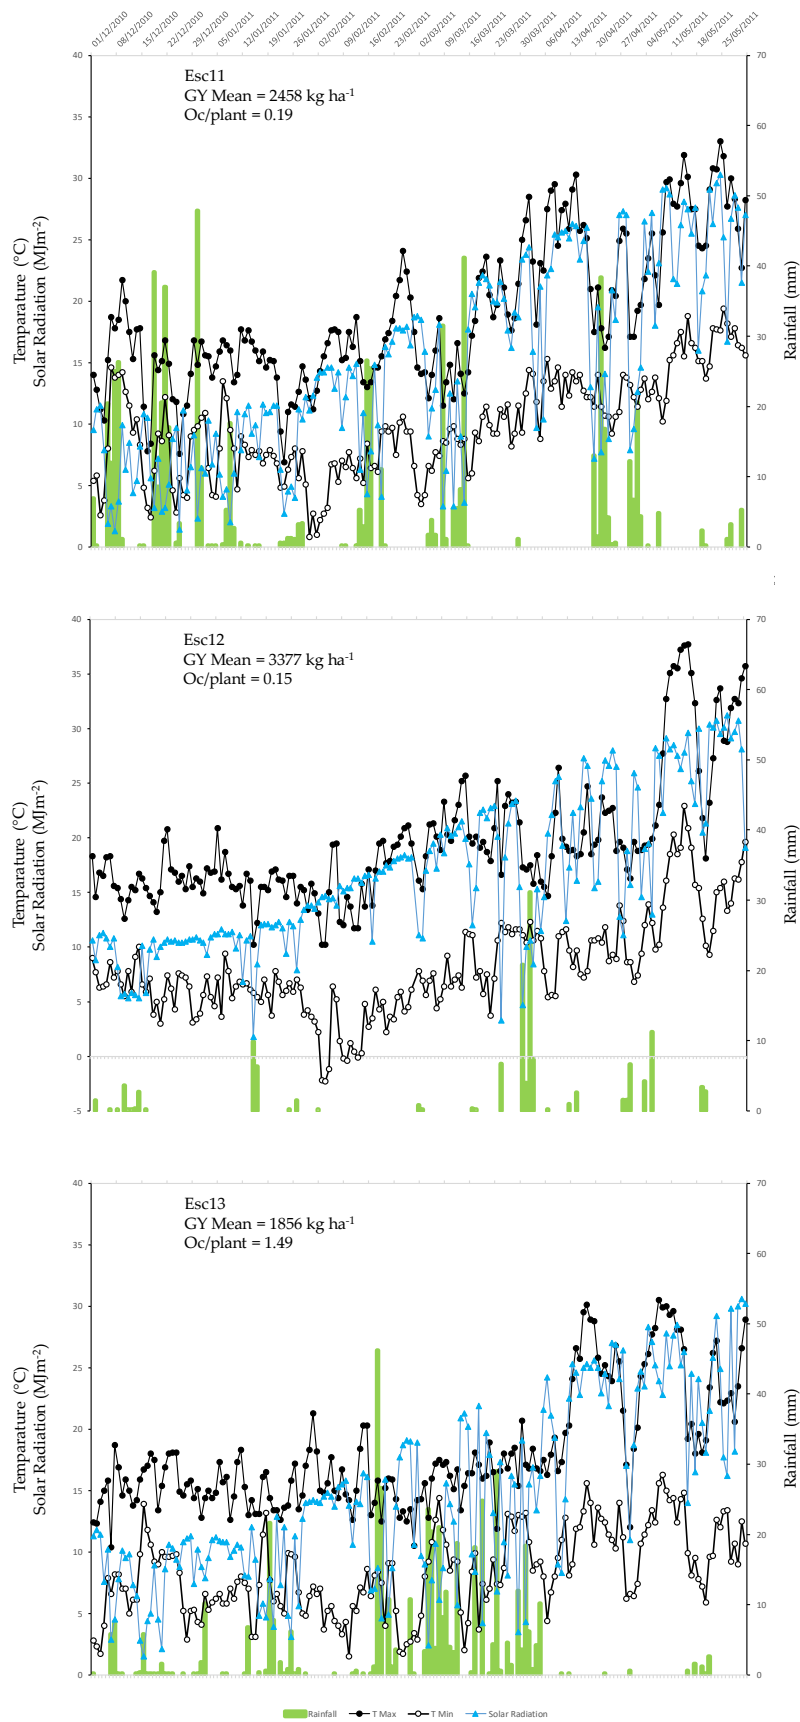 01/12/2010 08/12/2010 15/12/2010 22/12/2010 29/12/2010 05/01/2011 12/01/2011 19/01/2011 26/01/2011 02/02/2011 09/02/2011 16/02/2011 23/02/2011 02/03/2011 09/03/2011 16/03/2011 23/03/2011 30/03/2011 06/04/2011 13/04/2011 20/04/2011 27/04/2011 04/05/2011 11/05/2011 18/05/2011 25/05/2011
40 70
Esc11
GY Mean = 2458 kg ha-1
Oc/plant = 0.19
35
60
30
50
25
40
20
30
15
20
10
10
5
0 0
Temparature (°C)
Solar Radiation (MJm-2)
Rainfall (mm)
40 70
Esc12
GY Mean = 3377 kg ha-1
Oc/plant = 0.15
35
60
30
50
25
40
20
15
30
10
20
5
10
0
-5 0
Temparature (°C)
Solar Radiation (MJm-2)
Rainfall (mm)
40 70
Esc13
GY Mean = 1856 kg ha-1
Oc/plant = 1.49
35
60
30
50
25
40
20
30
15
20
10
10
5
0 0
Temparature (°C)
Solar Radiation (MJm-2)
Rainfall (mm)
Rainfall T Max T Min Solar Radiation